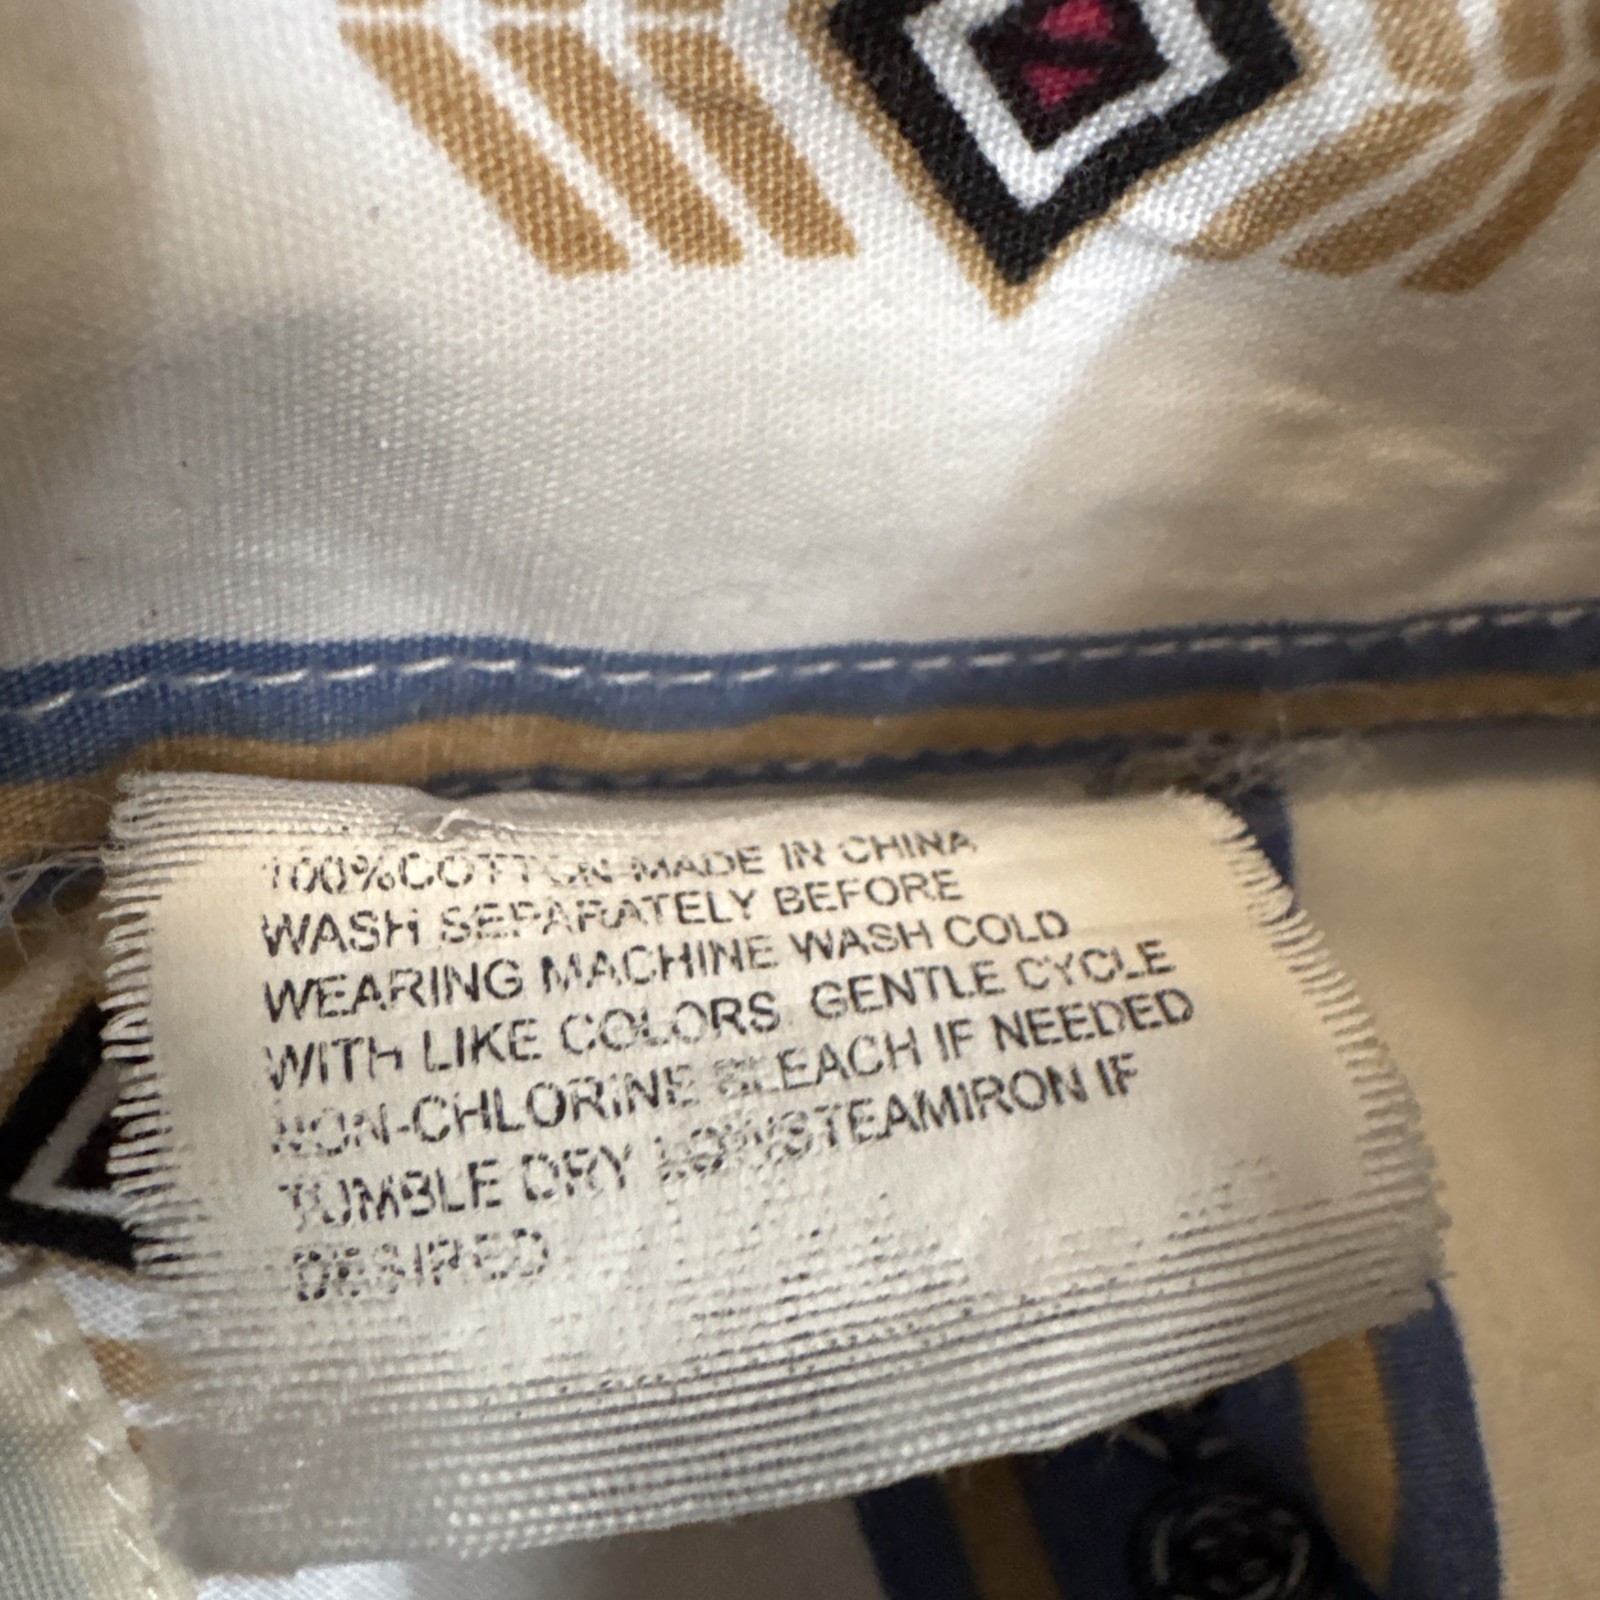 100%COTTON MADE IN CHINA
WASH SEPARATELY BEFORE
WEARING MACHINE WASH COLD
WITH LIKE COLORS. GENTLE CYCLE
NON-CHLORINE BLEACH IF NEEDED
TUMBLE DRY LOW/STEAMIRON IF
DESIRED